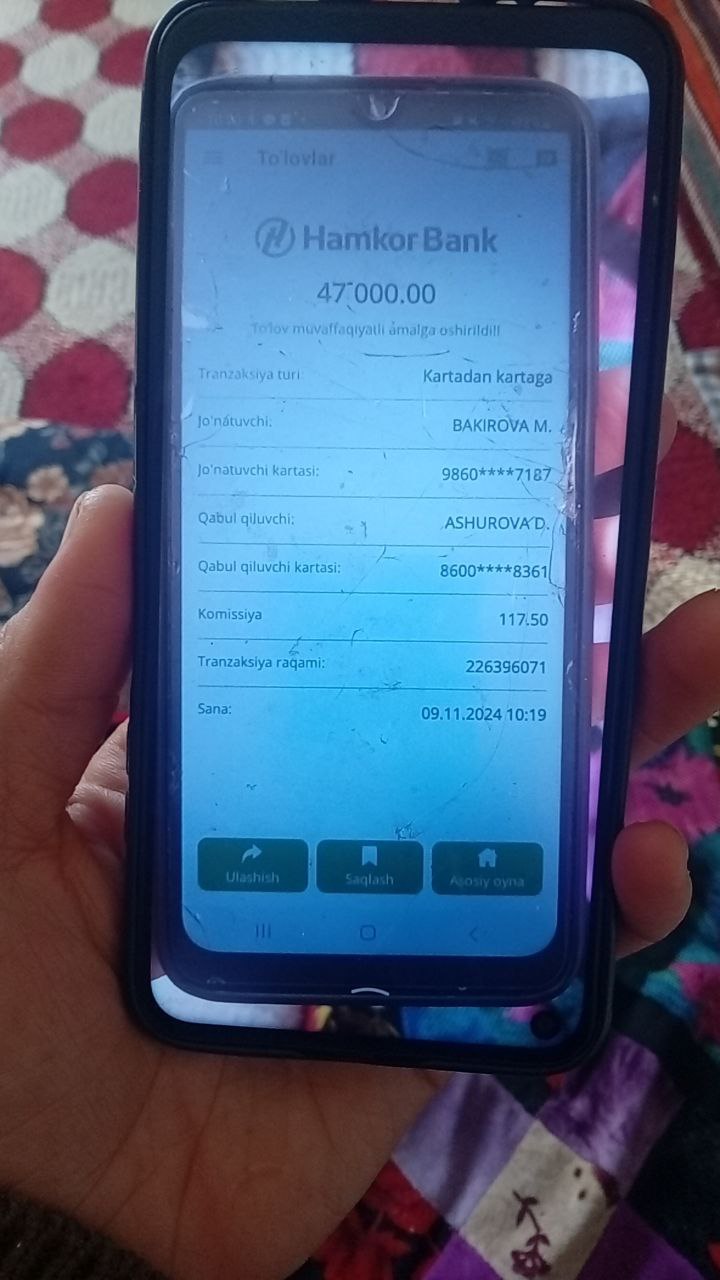 To'lovlar
Hamkor Bank
47 000.00
To'lov muvaffaqiyatli amalga oshirildi!
Tranzaksiya turi: Kartadan kartaga
Jo'natuvchi: BAKIROVA M.
Jo'natuvchi kartasi: 9860****7187
Qabul qiluvchi: ASHUROVA D.
Qabul qiluvchi kartasi: 8600****8361
Komissiya 117.50
Tranzaksiya raqami: 226396071
Sana: 09.11.2024 10:19
Ulashish Saqlash Asosiy oyna